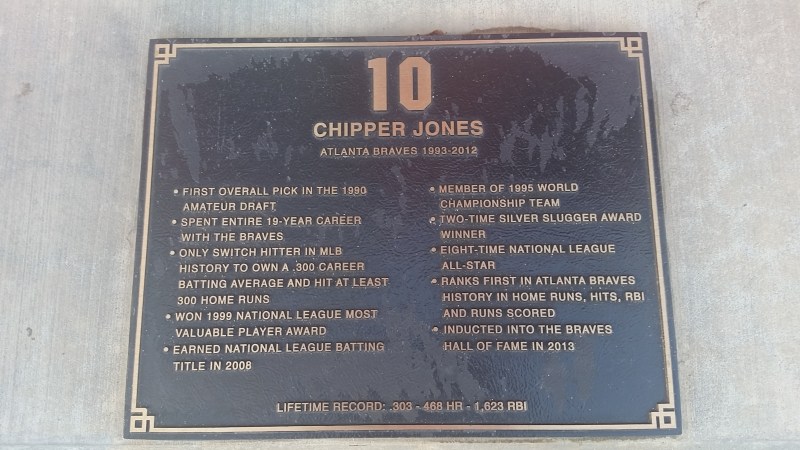 10
CHIPPER JONES
ATLANTA BRAVES 1993-2012
• FIRST OVERALL PICK IN THE 1990
AMATEUR DRAFT
• SPENT ENTIRE 19-YEAR CAREER
WITH THE BRAVES
• ONLY SWITCH HITTER IN MLB
HISTORY TO OWN A .300 CAREER
BATTING AVERAGE AND HIT AT LEAST
300 HOME RUNS
• WON 1999 NATIONAL LEAGUE MOST
VALUABLE PLAYER AWARD
• EARNED NATIONAL LEAGUE BATTING
TITLE IN 2008
• MEMBER OF 1995 WORLD
CHAMPIONSHIP TEAM
• TWO-TIME SILVER SLUGGER AWARD
WINNER
• EIGHT-TIME NATIONAL LEAGUE
ALL-STAR
• RANKS FIRST IN ATLANTA BRAVES
HISTORY IN HOME RUNS, HITS, RBI
AND RUNS SCORED
• INDUCTED INTO THE BRAVES
HALL OF FAME IN 2013
LIFETIME RECORD: .303 - 468 HR - 1,623 RBI